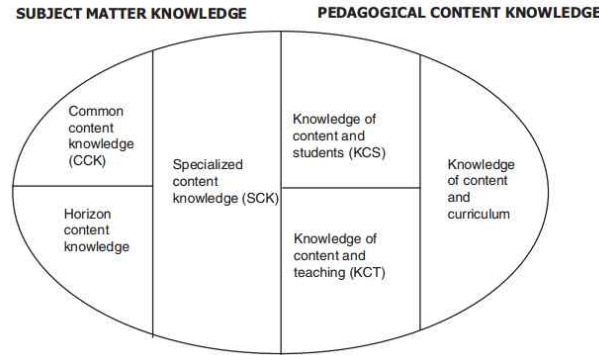 SUBJECT MATTER KNOWLEDGE
PEDAGOGICAL CONTENT KNOWLEDGE
Common
content
knowledge
(CCK)
Horizon
content
knowledge
Specialized
content
knowledge (SCK)
Knowledge of
content and
students (KCS)
Knowledge of
content and
teaching (KCT)
Knowledge
of content
and
curriculum